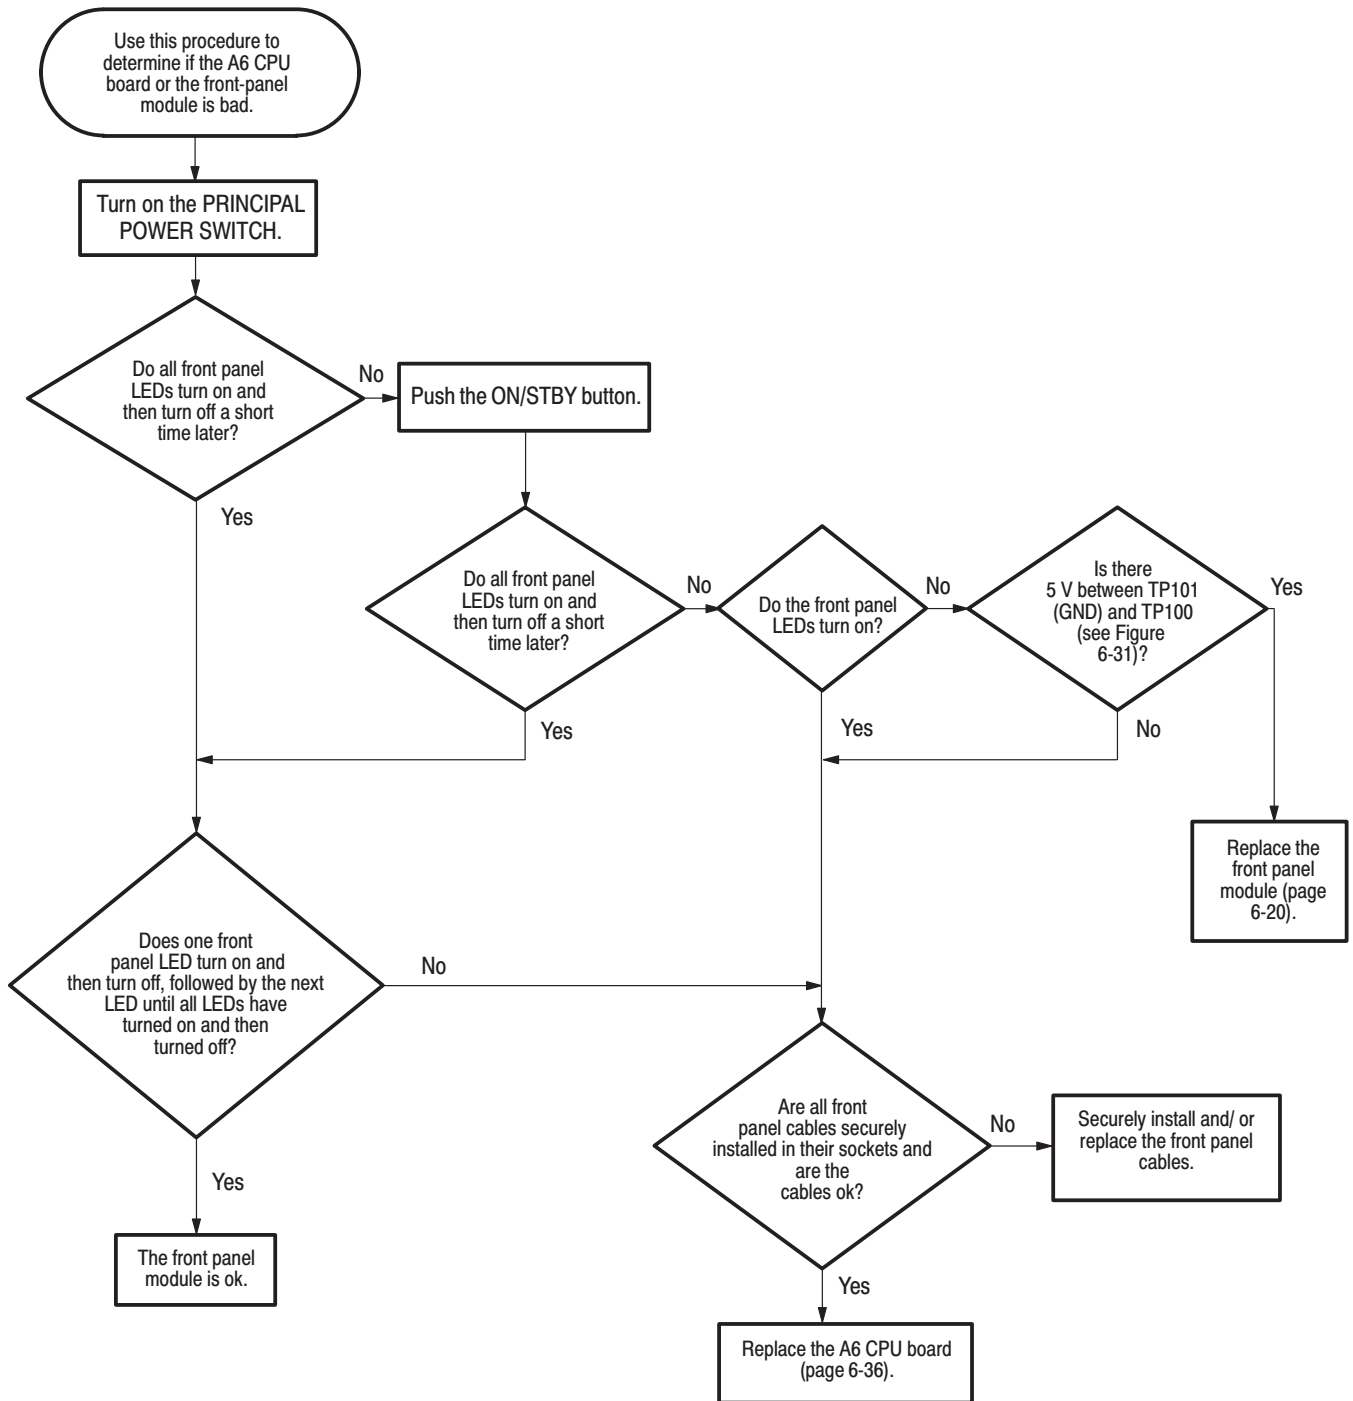 Use this procedure to
determine if the A6 CPU
board or the front-panel
module is bad.
Turn on the PRINCIPAL
POWER SWITCH.
Do all front panel
LEDs turn on and
then turn off a short
time later?
No
Push the ON/STBY button.
Yes
Do all front panel
LEDs turn on and
then turn off a short
time later?
No
Do the front panel
LEDs turn on?
No
Is there
5 V between TP101
(GND) and TP100
(see Figure
6-31)?
Yes
Yes
Yes
No
Replace the
front panel
module (page
6-20).
Does one front
panel LED turn on and
then turn off, followed by the next
LED until all LEDs have
turned on and then
turned off?
No
Are all front
panel cables securely
installed in their sockets and
are the
cables ok?
No
Securely install and/ or
replace the front panel
cables.
Yes
The front panel
module is ok.
Yes
Replace the A6 CPU board
(page 6-36).